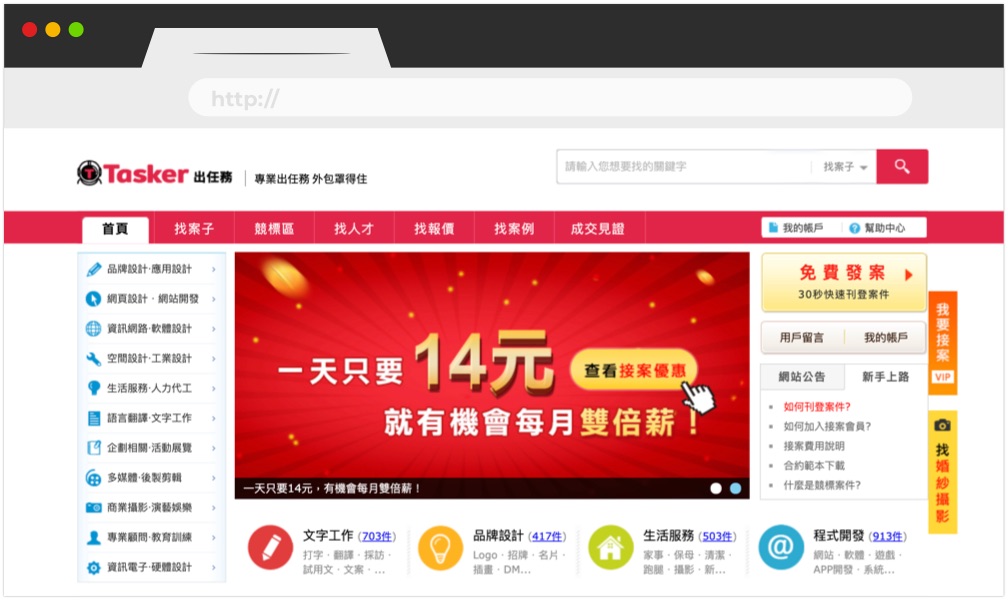 http://
Tasker 出任務
專業出任務 外包罩得住
請輸入您想要找的關鍵字
找案子
首頁
找案子
競標區
找人才
找報價
找案例
成交見證
我的帳戶
幫助中心
品牌設計·應用設計
網頁設計·網站開發
資訊網路·軟體設計
空間設計·工業設計
生活服務·人力代工
語言翻譯·文字工作
企劃相關·活動展覽
多媒體·後製剪輯
商業攝影·演藝娛樂
專業顧問·教育訓練
資訊電子·硬體設計
一天只要 14元
查看接案優惠
就有機會每月雙倍薪！
一天只要14元，有機會每月雙倍薪！
免費發案
30秒快速刊登案件
用戶留言
我的帳戶
網站公告
新手上路
如何刊登案件?
如何加入接案會員?
接案費用說明
合約範本下載
什麼是競標案件?
我要接案
VIP
找婚紗攝影
文字工作 (703件)
打字·翻譯·採訪·
試用文·文案·...
品牌設計 (417件)
Logo·招牌·名片·
插畫·DM...
生活服務 (503件)
家事·保母·清潔·
跑腿·攝影·新...
程式開發 (913件)
網站·軟體·遊戲·
APP開發·系統...